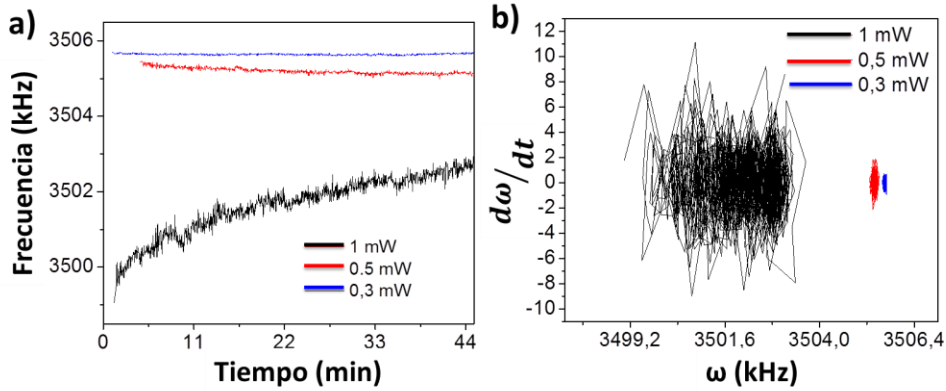 a)
Frecuencia (kHz)
3506
3504
3502
3500
0
11
22
33
44
Tiempo (min)
1 mW
0.5 mW
0,3 mW
b)
dω/dt
12
10
8
6
4
2
0
-2
-4
-6
-8
-10
3499,2
3501,6
3504,0
3506,4
ω (kHz)
1 mW
0,5 mW
0,3 mW